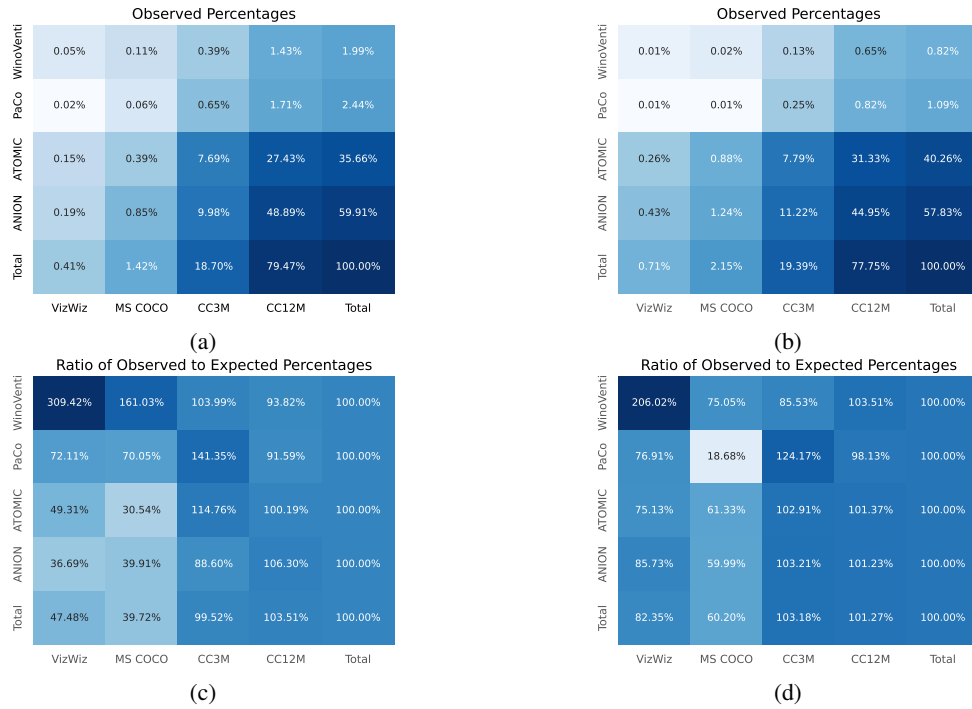 Observed Percentages
WinoVenti 0.05% 0.11% 0.39% 1.43% 1.99%
PaCo 0.02% 0.06% 0.65% 1.71% 2.44%
ATOMIC 0.15% 0.39% 7.69% 27.43% 35.66%
ANION 0.19% 0.85% 9.98% 48.89% 59.91%
Total 0.41% 1.42% 18.70% 79.47% 100.00%
VizWiz MS COCO CC3M CC12M Total
(a)
Observed Percentages
WinoVenti 0.01% 0.02% 0.13% 0.65% 0.82%
PaCo 0.01% 0.01% 0.25% 0.82% 1.09%
ATOMIC 0.26% 0.88% 7.79% 31.33% 40.26%
ANION 0.43% 1.24% 11.22% 44.95% 57.83%
Total 0.71% 2.15% 19.39% 77.75% 100.00%
VizWiz MS COCO CC3M CC12M Total
(b)
Ratio of Observed to Expected Percentages
WinoVenti 309.42% 161.03% 103.99% 93.82% 100.00%
PaCo 72.11% 70.05% 141.35% 91.59% 100.00%
ATOMIC 49.31% 30.54% 114.76% 100.19% 100.00%
ANION 36.69% 39.91% 88.60% 106.30% 100.00%
Total 47.48% 39.72% 99.52% 103.51% 100.00%
VizWiz MS COCO CC3M CC12M Total
(c)
Ratio of Observed to Expected Percentages
WinoVenti 206.02% 75.05% 85.53% 103.51% 100.00%
PaCo 76.91% 18.68% 124.17% 98.13% 100.00%
ATOMIC 75.13% 61.33% 102.91% 101.37% 100.00%
ANION 85.73% 59.99% 103.21% 101.23% 100.00%
Total 82.35% 60.20% 103.18% 101.27% 100.00%
VizWiz MS COCO CC3M CC12M Total
(d)